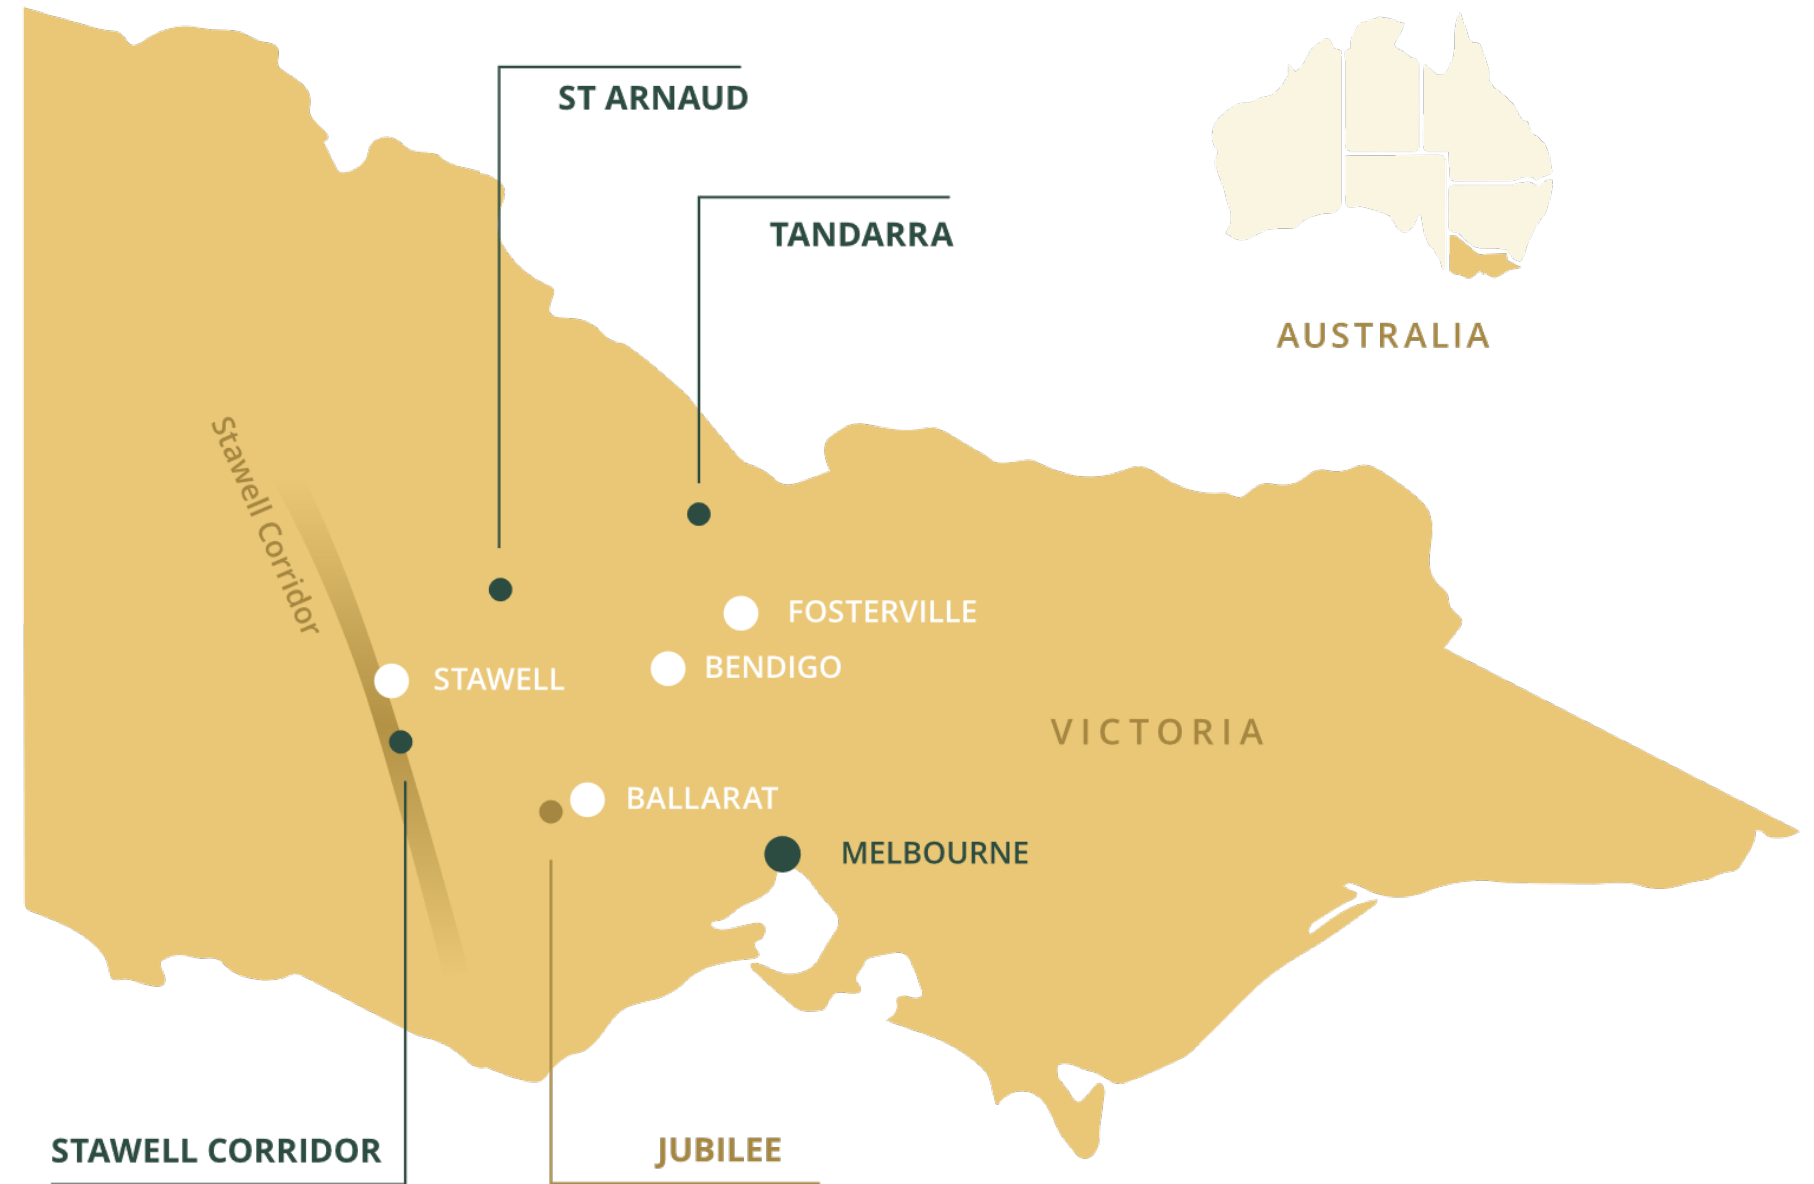 ST ARNAUD
TANDARRA
AUSTRALIA
Stawell Corridor
FOSTERVILLE
BENDIGO
STAWELL
VICTORIA
BALLARAT
MELBOURNE
STAWELL CORRIDOR
JUBILEE